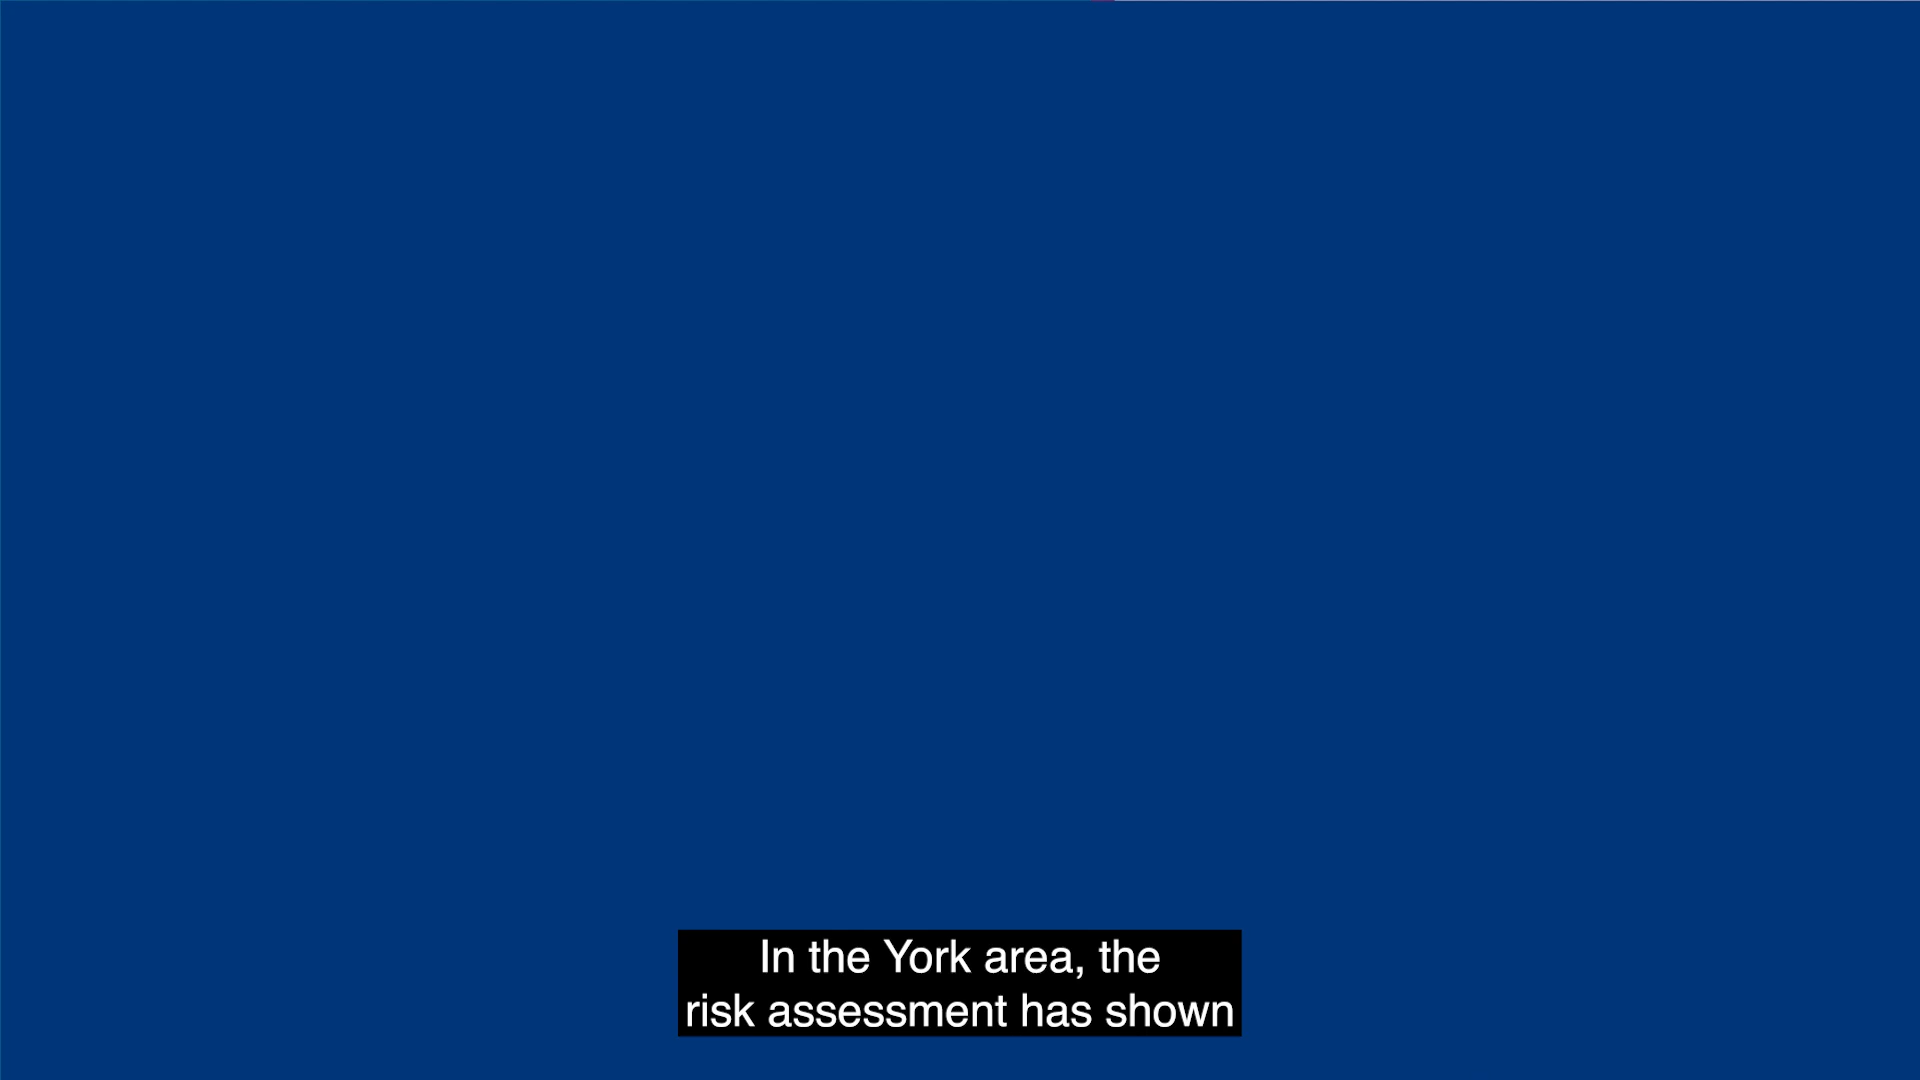 In the York area, the
risk assessment has shown